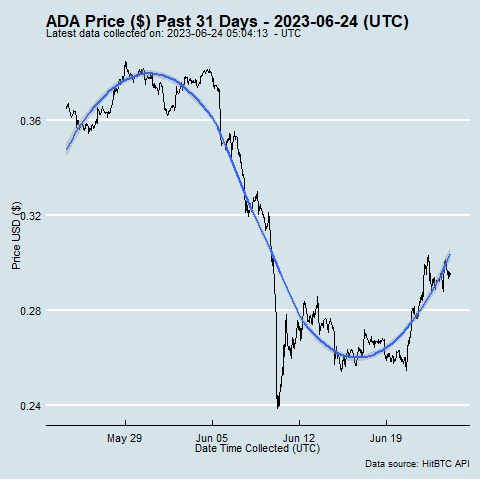 ADA Price ($) Past 31 Days - 2023-06-24 (UTC)
Latest data collected on: 2023-06-24 05:04:13 - UTC
Price USD ($)
0.36
0.32
0.28
0.24
May 29
Jun 05
Jun 12
Jun 19
Date Time Collected (UTC)
Data source: HitBTC API